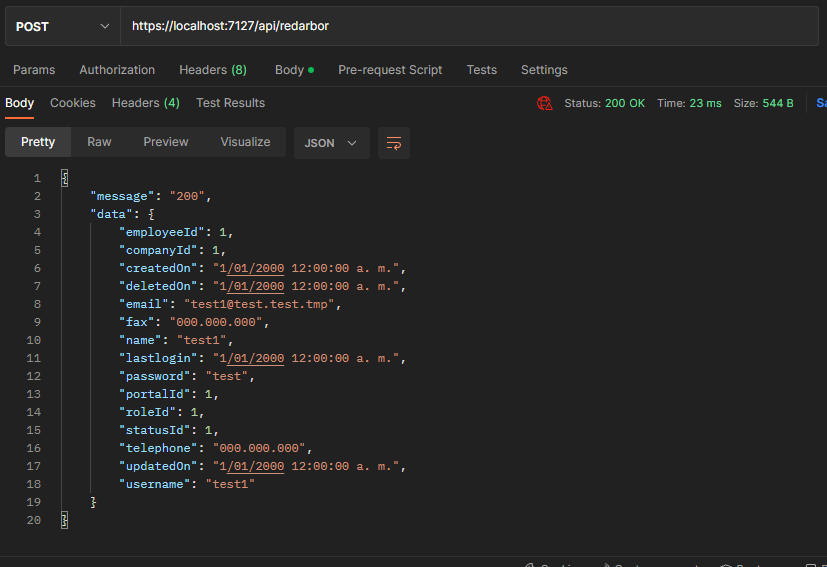 POST https://localhost:7127/api/redarbor
Params Authorization Headers (8) Body Pre-request Script Tests Settings
Body Cookies Headers (4) Test Results Status: 200 OK Time: 23 ms Size: 544 B
Pretty Raw Preview Visualize JSON
1 {
2 "message": "200",
3 "data": {
4 "employeeId": 1,
5 "companyId": 1,
6 "createdOn": "1/01/2000 12:00:00 a. m.",
7 "deletedOn": "1/01/2000 12:00:00 a. m.",
8 "email": "test1@test.test.tmp",
9 "fax": "000.000.000",
10 "name": "test1",
11 "lastlogin": "1/01/2000 12:00:00 a. m.",
12 "password": "test",
13 "portalId": 1,
14 "roleId": 1,
15 "statusId": 1,
16 "telephone": "000.000.000",
17 "updatedOn": "1/01/2000 12:00:00 a. m.",
18 "username": "test1"
19 }
20 }